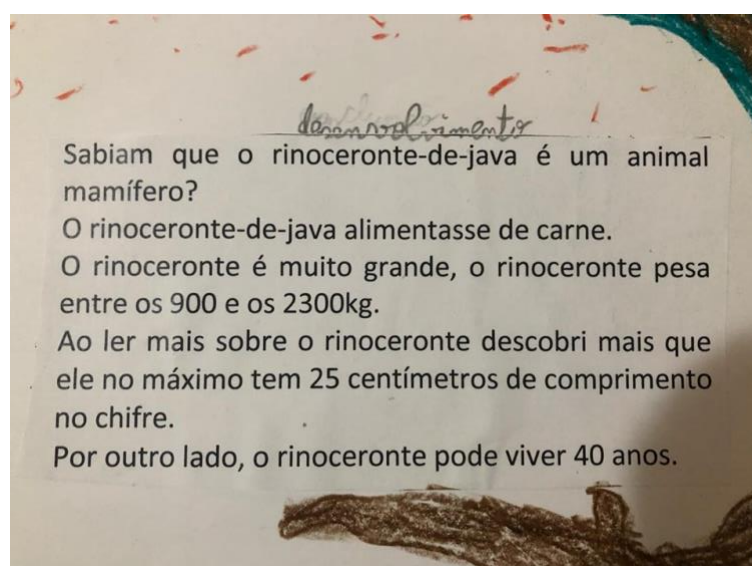 desenvolvimento
Sabiam que o rinoceronte-de-java é um animal
mamífero?
O rinoceronte-de-java alimentasse de carne.
O rinoceronte é muito grande, o rinoceronte pesa
entre os 900 e os 2300kg.
Ao ler mais sobre o rinoceronte descobri mais que
ele no máximo tem 25 centímetros de comprimento
no chifre.
Por outro lado, o rinoceronte pode viver 40 anos.